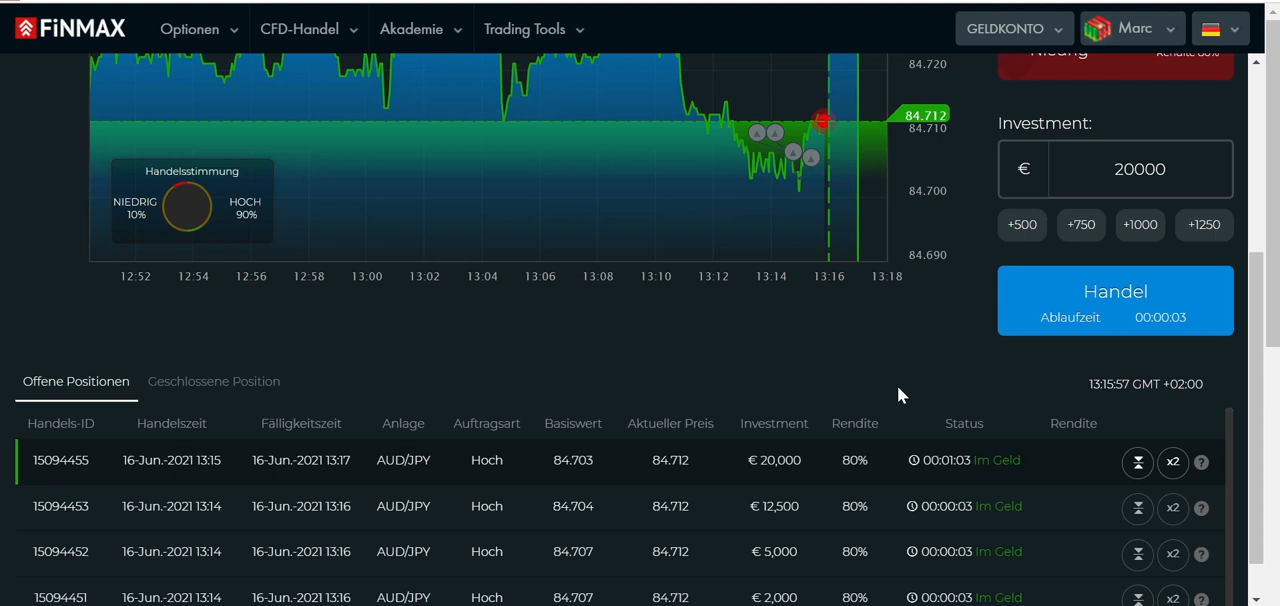 FiNMAX Optionen CFD-Handel Akademie Trading Tools GELDKONTO Marc
Niedrig Rendite 80%
84.720
84.712
84.710
84.700
84.690
Handelsstimmung
NIEDRIG HOCH
10% 90%
12:52 12:54 12:56 12:58 13:00 13:02 13:04 13:06 13:08 13:10 13:12 13:14 13:16 13:18
Investment:
€ 20000
+500 +750 +1000 +1250
Handel
Ablaufzeit 00:00:03
Offene Positionen Geschlossene Position 13:15:57 GMT +02:00
Handels-ID Handelszeit Fälligkeitszeit Anlage Auftragsart Basiswert Aktueller Preis Investment Rendite Status Rendite
15094455 16-Jun.-2021 13:15 16-Jun.-2021 13:17 AUD/JPY Hoch 84.703 84.712 € 20,000 80% 00:01:03 Im Geld x2 ?
15094453 16-Jun.-2021 13:14 16-Jun.-2021 13:16 AUD/JPY Hoch 84.704 84.712 € 12,500 80% 00:00:03 Im Geld x2 ?
15094452 16-Jun.-2021 13:14 16-Jun.-2021 13:16 AUD/JPY Hoch 84.707 84.712 € 5,000 80% 00:00:03 Im Geld x2 ?
15094451 16-Jun.-2021 13:14 16-Jun.-2021 13:16 AUD/JPY Hoch 84.707 84.712 € 2,000 80% 00:00:03 Im Geld x2 ?